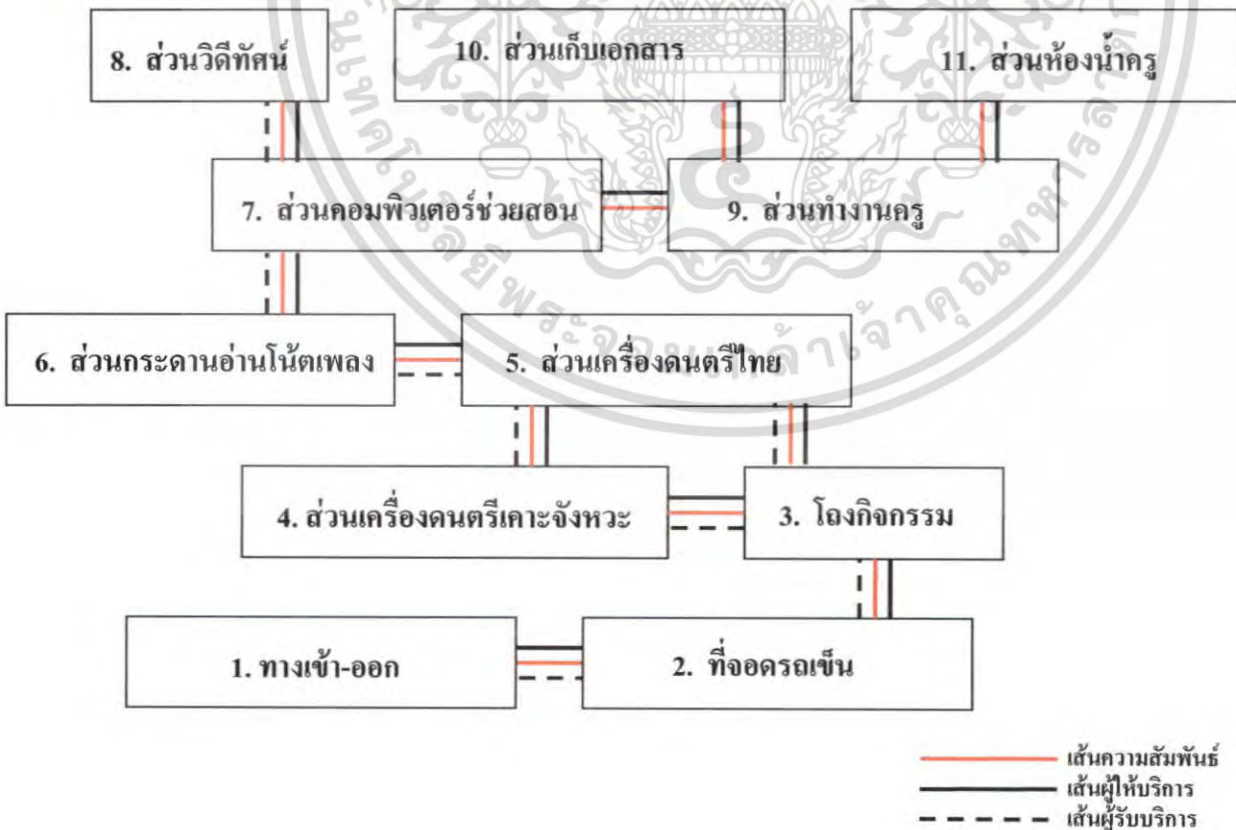 8. ส่วนวิดีทัศน์
10. ส่วนเก็บเอกสาร
11. ส่วนห้องน้ำครู
7. ส่วนคอมพิวเตอร์ช่วยสอน
9. ส่วนทำงานครู
6. ส่วนกระดานอ่านโน้ตเพลง
5. ส่วนเครื่องดนตรีไทย
4. ส่วนเครื่องดนตรีเคาะจังหวะ
3. โถงกิจกรรม
1. ทางเข้า-ออก
2. ที่จอดรถเข็น
เส้นความสัมพันธ์
เส้นผู้ให้บริการ
เส้นผู้รับบริการ